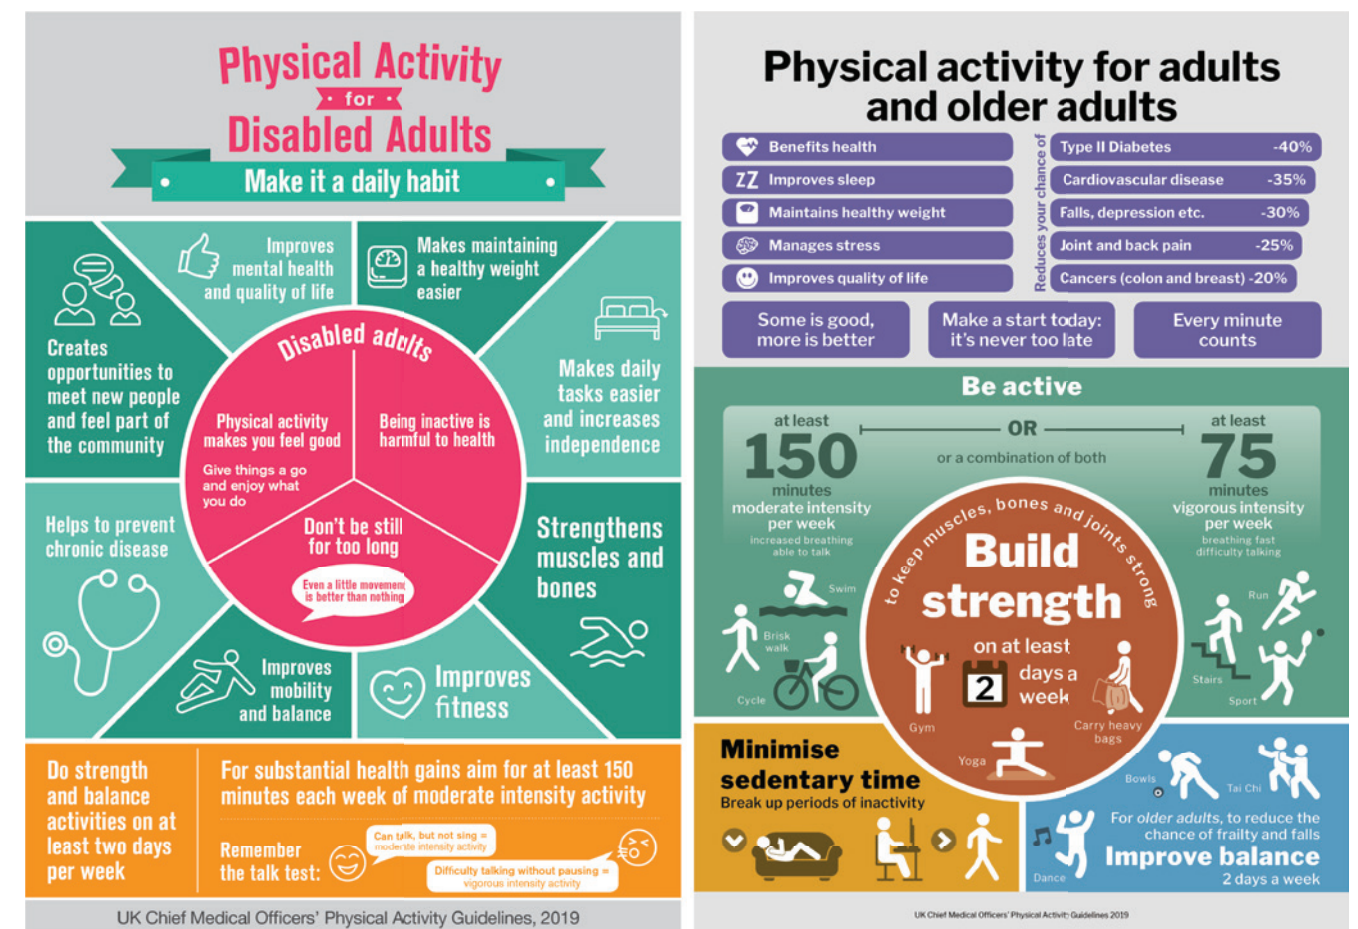 Physical Activity
for
Disabled Adults
Make it a daily habit
Improves
mental health
and quality of life
Makes maintaining
a healthy weight
easier
Creates
opportunities to
meet new people
and feel part of
the community
Makes daily
tasks easier
and increases
independence
Disabled adults
Physical activity
makes you feel good
Give things a go
and enjoy what
you do
Being inactive is
harmful to health
Don't be still
for too long
Even a little movement
is better than nothing
Helps to prevent
chronic disease
Strengthens
muscles and
bones
Improves
mobility
and balance
Improves
fitness
Do strength
and balance
activities on at
least two days
per week
For substantial health gains aim for at least 150
minutes each week of moderate intensity activity
Remember
the talk test:
Can talk, but not sing =
moderate intensity activity
Difficulty talking without pausing =
vigorous intensity activity
UK Chief Medical Officers' Physical Activity Guidelines, 2019
Physical activity for adults
and older adults
Benefits health
ZZ Improves sleep
Maintains healthy weight
Manages stress
Improves quality of life
Reduces your chance of
Type II Diabetes -40%
Cardiovascular disease -35%
Falls, depression etc. -30%
Joint and back pain -25%
Cancers (colon and breast) -20%
Some is good,
more is better
Make a start today:
it's never too late
Every minute
counts
Be active
at least
150
minutes
moderate intensity
per week
increased breathing
able to talk
OR
or a combination of both
at least
75
minutes
vigorous intensity
per week
breathing fast
difficulty talking
Swim
Brisk
walk
Cycle
to keep muscles, bones and joints strong
Build
strength
on at least
2
days a
week
Gym
Yoga
Carry heavy
bags
Run
Stairs
Sport
Minimise
sedentary time
Break up periods of inactivity
Bowls
Tai Chi
For older adults, to reduce the
chance of frailty and falls
Improve balance
2 days a week
Dance
UK Chief Medical Officers' Physical Activity Guidelines 2019